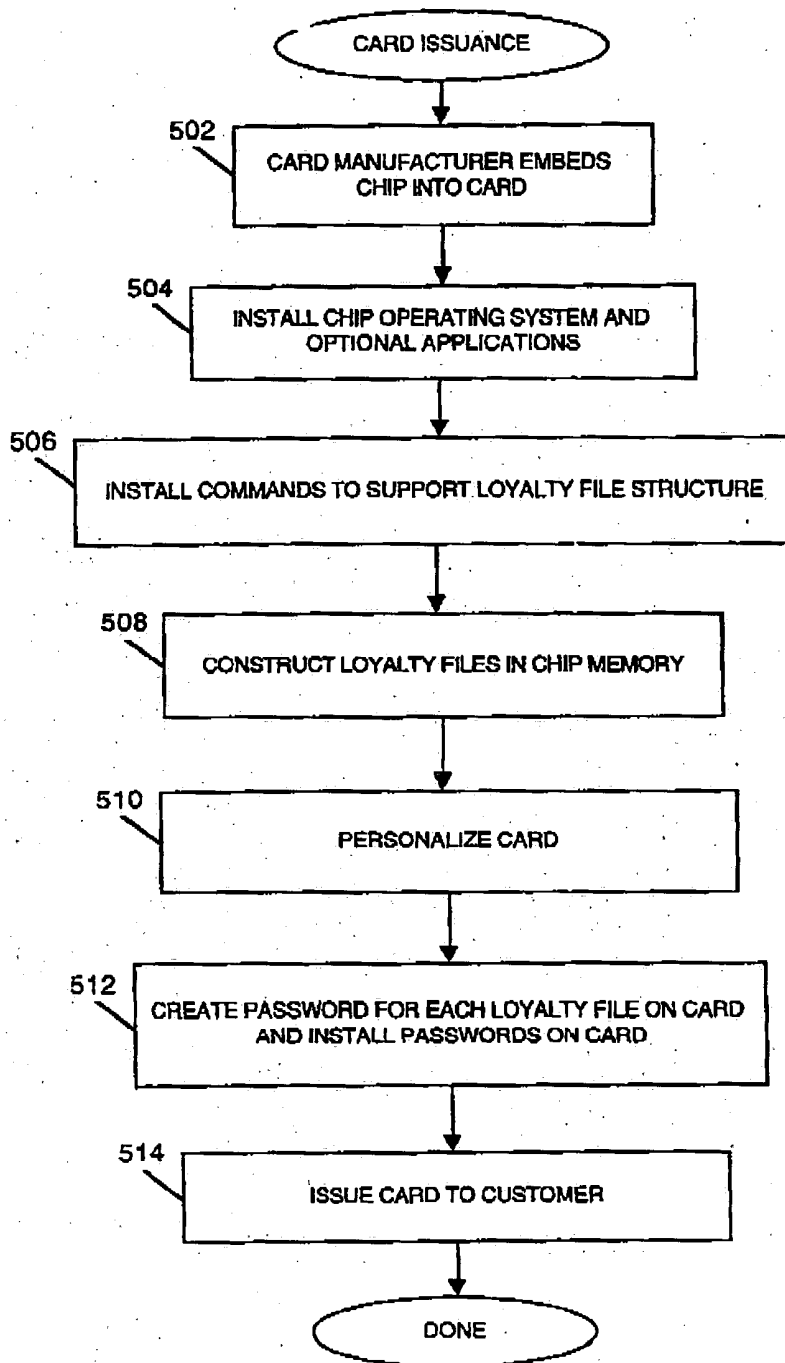 CARD ISSUANCE
502
CARD MANUFACTURER EMBEDS
CHIP INTO CARD
504
INSTALL CHIP OPERATING SYSTEM AND
OPTIONAL APPLICATIONS
506
INSTALL COMMANDS TO SUPPORT LOYALTY FILE STRUCTURE
508
CONSTRUCT LOYALTY FILES IN CHIP MEMORY
510
PERSONALIZE CARD
512
CREATE PASSWORD FOR EACH LOYALTY FILE ON CARD
AND INSTALL PASSWORDS ON CARD
514
ISSUE CARD TO CUSTOMER
DONE